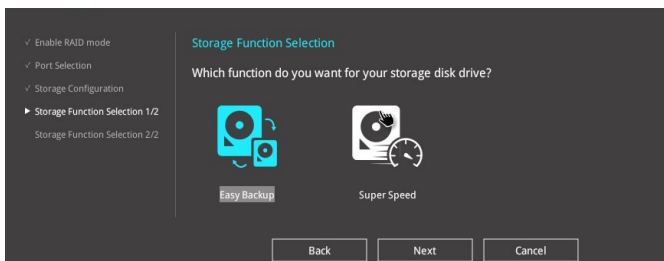 ✓ Enable RAID mode
✓ Port Selection
✓ Storage Configuration
▶ Storage Function Selection 1/2
Storage Function Selection 2/2
Storage Function Selection
Which function do you want for your storage disk drive?
Easy Backup
Super Speed
Back
Next
Cancel